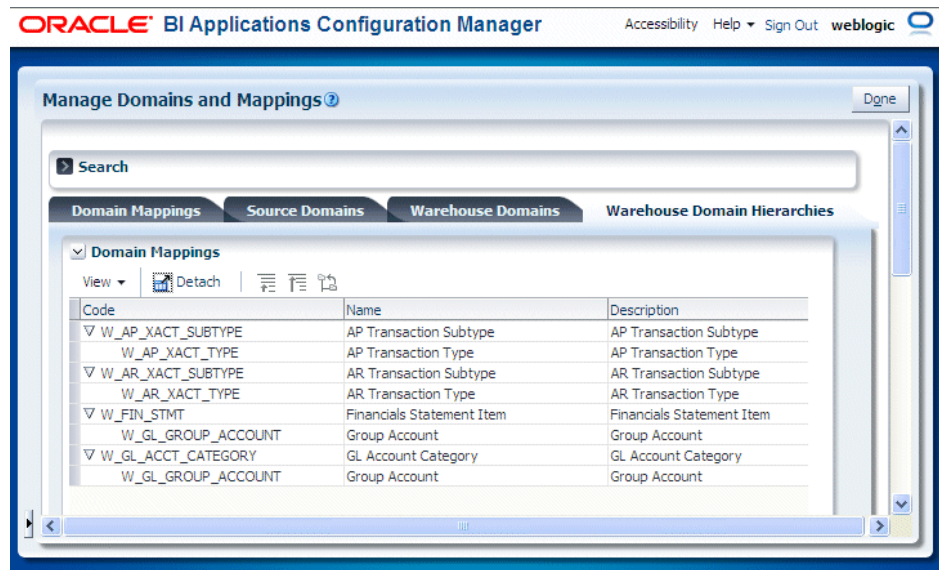 ORACLE BI Applications Configuration Manager Accessibility Help Sign Out weblogic
Manage Domains and Mappings Done
Search
Domain Mappings Source Domains Warehouse Domains Warehouse Domain Hierarchies
Domain Mappings
View Detach
Code Name Description
W_AP_XACT_SUBTYPE AP Transaction Subtype AP Transaction Subtype
W_AP_XACT_TYPE AP Transaction Type AP Transaction Type
W_AR_XACT_SUBTYPE AR Transaction Subtype AR Transaction Subtype
W_AR_XACT_TYPE AR Transaction Type AR Transaction Type
W_FIN_STMT Financials Statement Item Financials Statement Item
W_GL_GROUP_ACCOUNT Group Account Group Account
W_GL_ACCT_CATEGORY GL Account Category GL Account Category
W_GL_GROUP_ACCOUNT Group Account Group Account